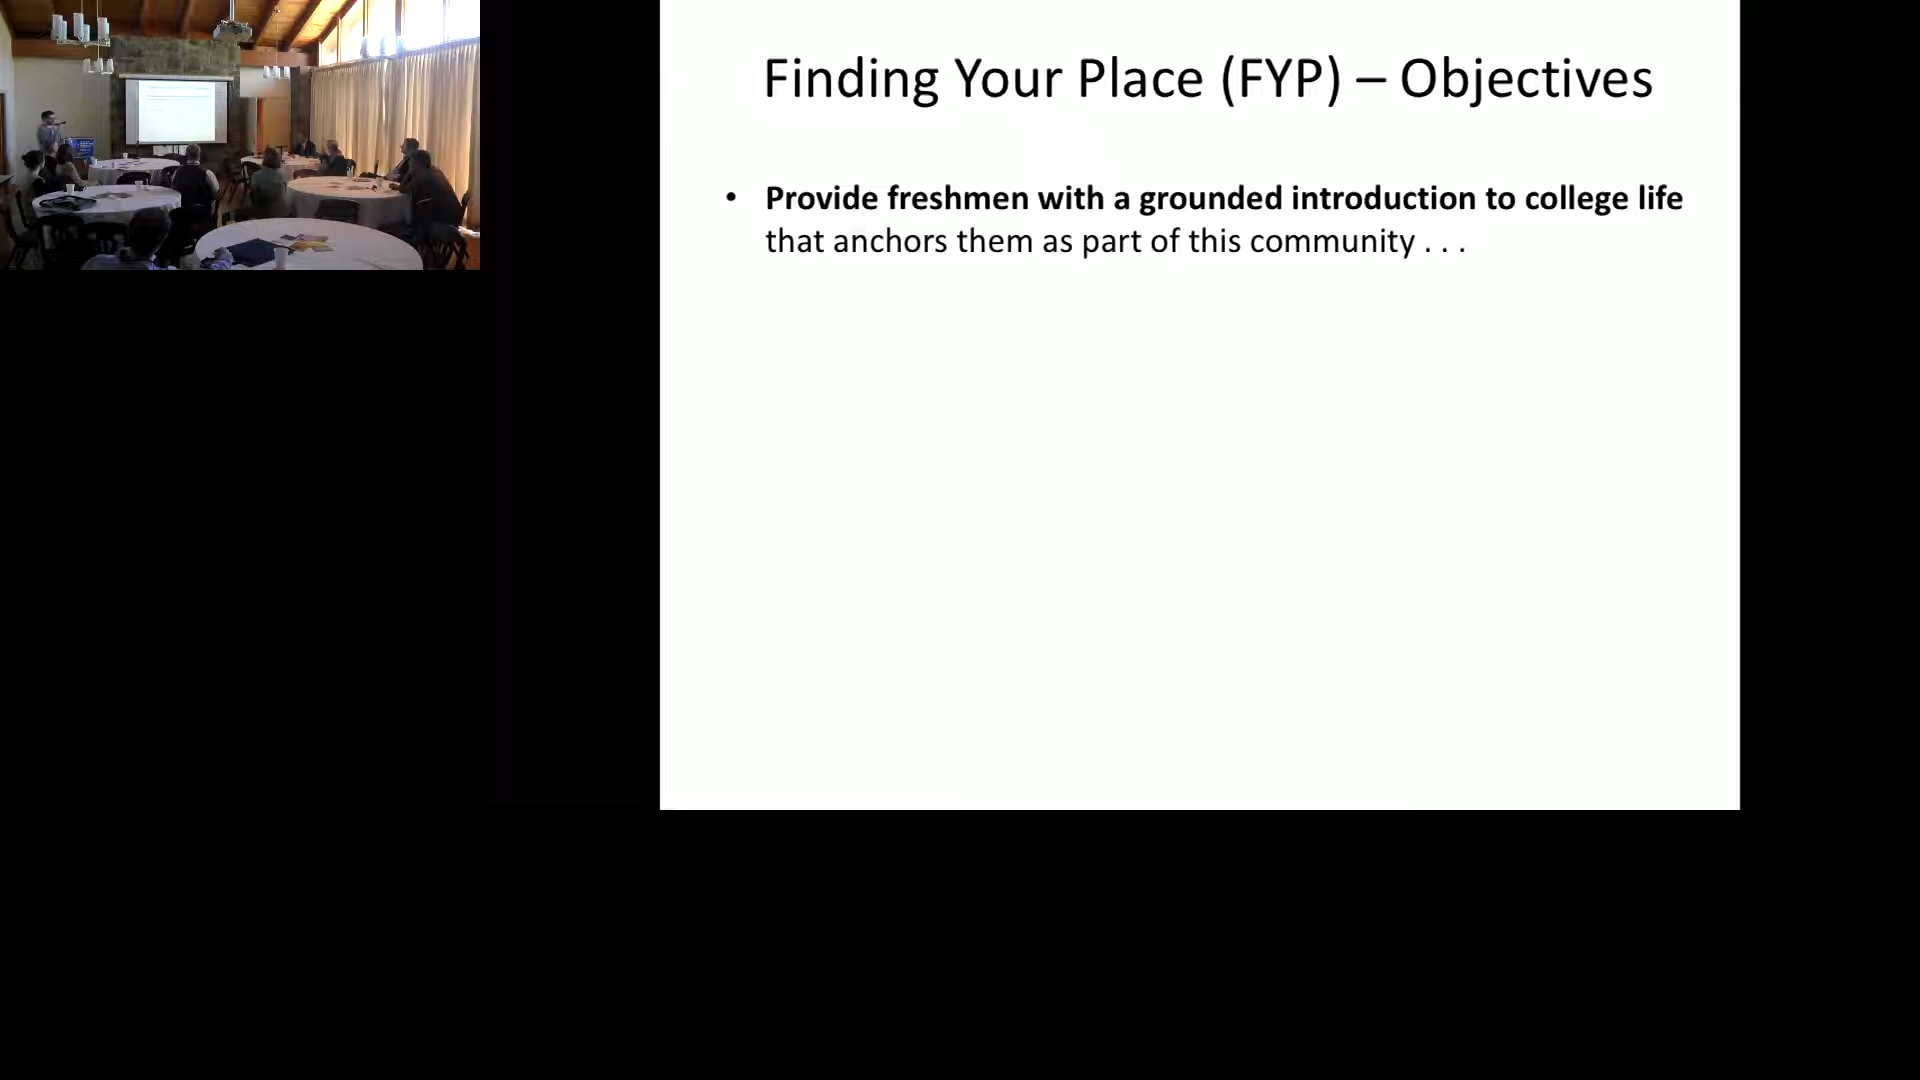 Finding Your Place (FYP) – Objectives
• Provide freshmen with a grounded introduction to college life
that anchors them as part of this community . . .